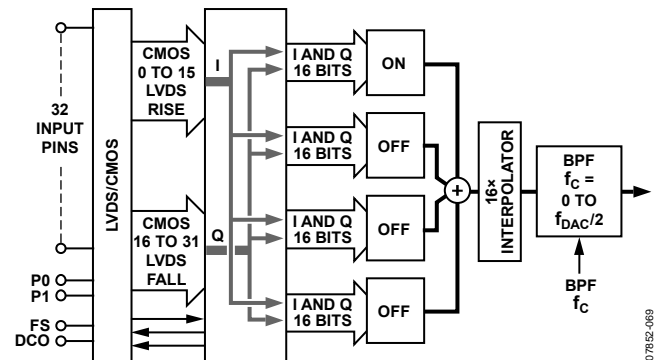 32
INPUT
PINS
P0
P1
FS
DCO
LVDS/CMOS
CMOS
0 TO 15
LVDS
RISE
CMOS
16 TO 31
LVDS
FALL
I
Q
I AND Q
16 BITS
ON
I AND Q
16 BITS
OFF
I AND Q
16 BITS
OFF
I AND Q
16 BITS
OFF
+
16×
INTERPOLATOR
BPF
fC =
0 TO
fDAC/2
BPF
fC
07852-069